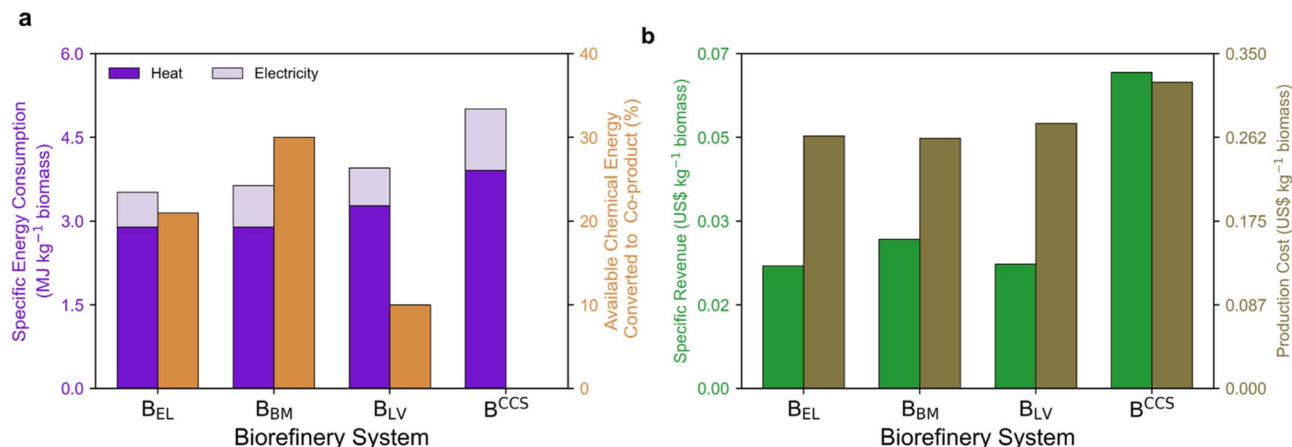 a
Specific Energy Consumption
(MJ kg⁻¹ biomass)
6.0
4.5
3.0
1.5
0.0
Heat
Electricity
40
30
20
10
0
Available Chemical Energy
Converted to Co-product (%)
B_EL
B_BM
B_LV
B^CCS
Biorefinery System
b
Specific Revenue (US$ kg⁻¹ biomass)
0.07
0.05
0.03
0.02
0.00
0.350
0.262
0.175
0.087
0.000
Production Cost (US$ kg⁻¹ biomass)
B_EL
B_BM
B_LV
B^CCS
Biorefinery System